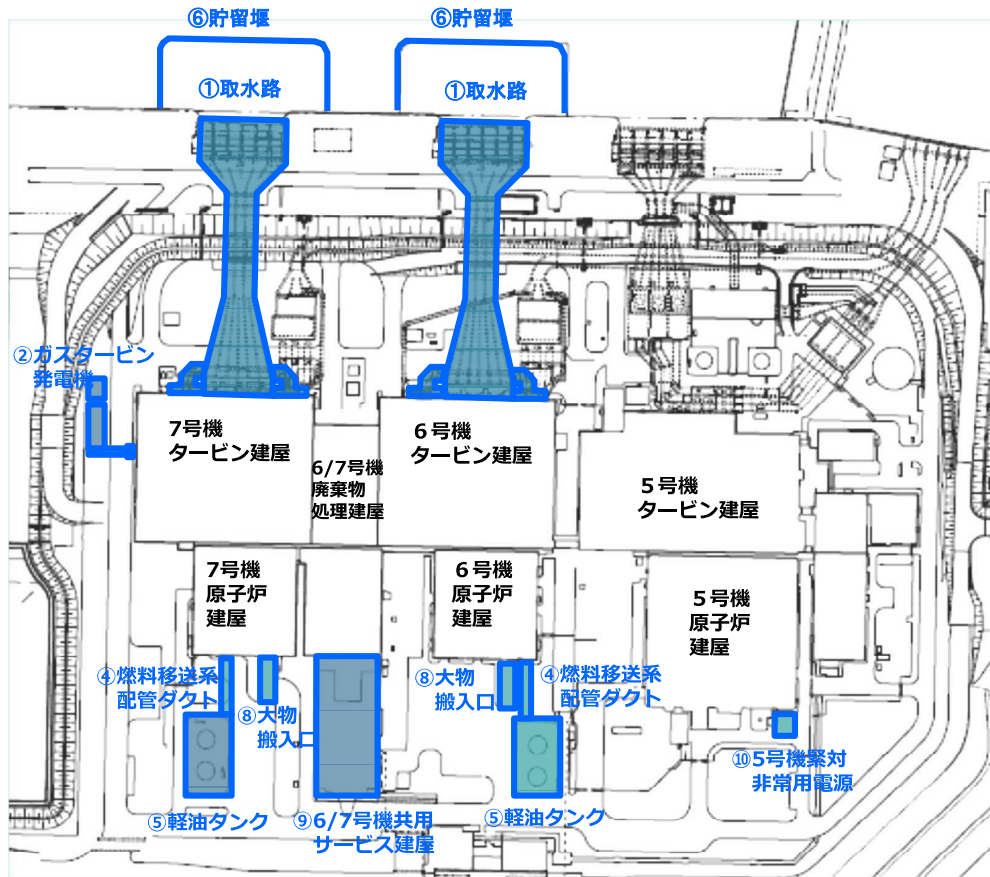 ⑥貯留堰
⑥貯留堰
①取水路
①取水路
②ガスタービン
発電機
7号機
タービン建屋
6/7号機
廃棄物
処理建屋
６号機
タービン建屋
５号機
タービン建屋
7号機
原子炉
建屋
６号機
原子炉
建屋
５号機
原子炉
建屋
④燃料移送系
配管ダクト
⑧大物
搬入口
⑧大物
搬入口
④燃料移送系
配管ダクト
⑩5号機緊対
非常用電源
⑤軽油タンク
⑨6/7号機共用
サービス建屋
⑤軽油タンク